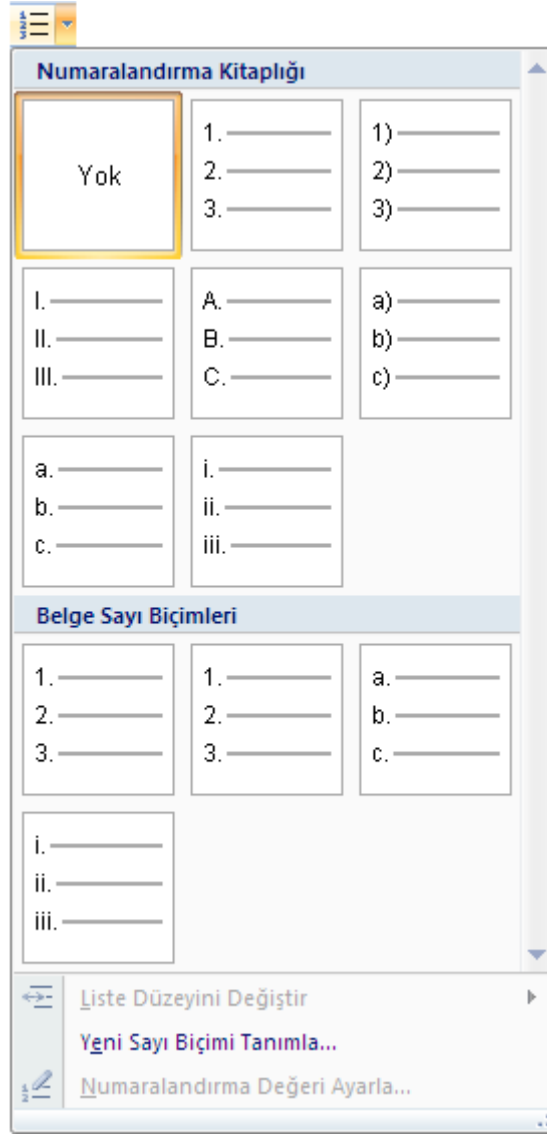 Numaralandırma Kitaplığı
Yok
1.
2.
3.
1)
2)
3)
I.
II.
III.
A.
B.
C.
a)
b)
c)
a.
b.
c.
i.
ii.
iii.
Belge Sayı Biçimleri
1.
2.
3.
1.
2.
3.
a.
b.
c.
i.
ii.
iii.
Liste Düzeyini Değiştir
Yeni Sayı Biçimi Tanımla...
Numaralandırma Değeri Ayarla...